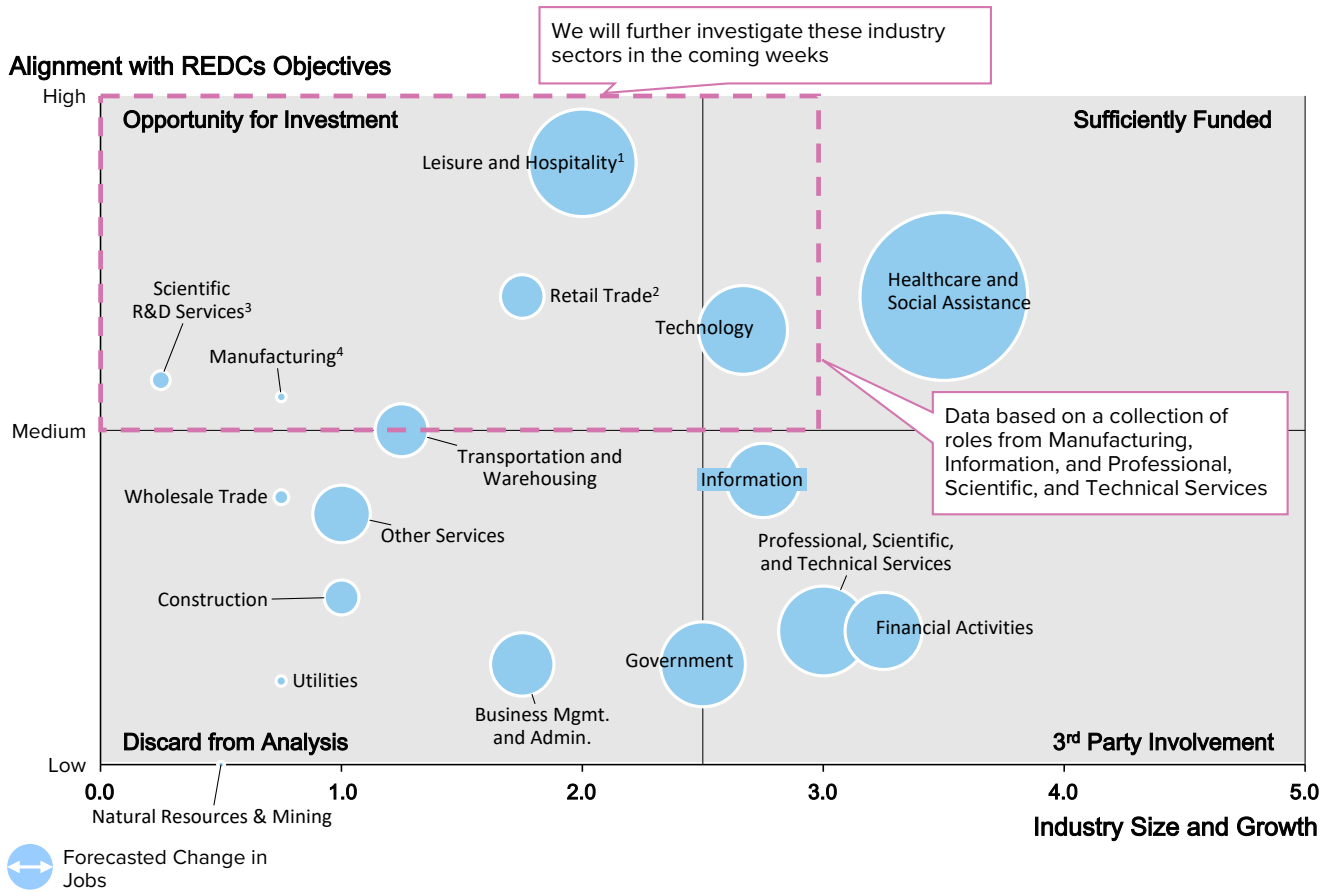 We will further investigate these industry
sectors in the coming weeks
Alignment with REDCs Objectives
High
Opportunity for Investment
Sufficiently Funded
Leisure and Hospitality1
Healthcare and
Social Assistance
Scientific
R&D Services3
Retail Trade2
Technology
Manufacturing4
Data based on a collection of
roles from Manufacturing,
Information, and Professional,
Scientific, and Technical Services
Medium
Transportation and
Warehousing
Information
Wholesale Trade
Other Services
Professional, Scientific,
and Technical Services
Construction
Financial Activities
Government
Utilities
Business Mgmt.
and Admin.
Discard from Analysis
3rd Party Involvement
Low
0.0
1.0
2.0
3.0
4.0
5.0
Natural Resources & Mining
Industry Size and Growth
Forecasted Change in
Jobs